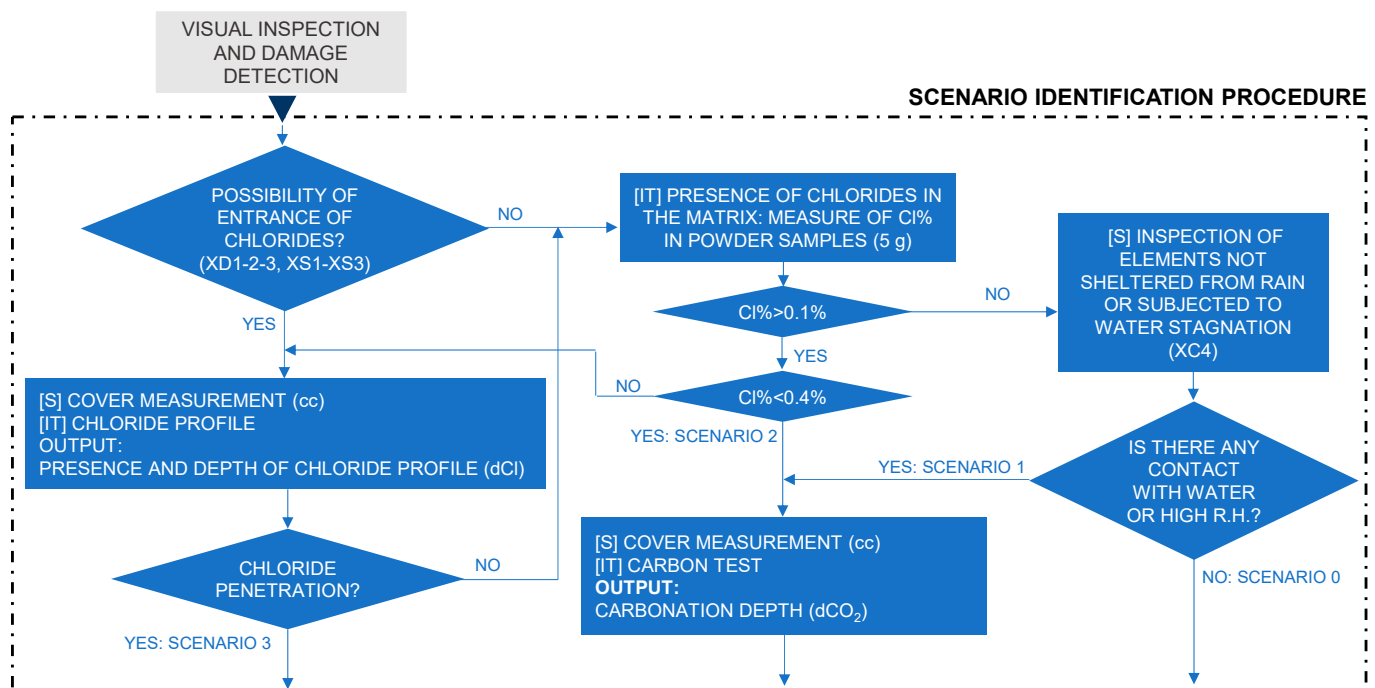 VISUAL INSPECTION
AND DAMAGE
DETECTION
SCENARIO IDENTIFICATION PROCEDURE
POSSIBILITY OF
ENTRANCE OF
CHLORIDES?
(XD1-2-3, XS1-XS3)
NO
YES
[IT] PRESENCE OF CHLORIDES IN
THE MATRIX: MEASURE OF Cl%
IN POWDER SAMPLES (5 g)
Cl%>0.1%
NO
YES
Cl%<0.4%
NO
YES: SCENARIO 2
[S] INSPECTION OF
ELEMENTS NOT
SHELTERED FROM RAIN
OR SUBJECTED TO
WATER STAGNATION
(XC4)
IS THERE ANY
CONTACT
WITH WATER
OR HIGH R.H.?
YES: SCENARIO 1
NO: SCENARIO 0
[S] COVER MEASUREMENT (cc)
[IT] CHLORIDE PROFILE
OUTPUT:
PRESENCE AND DEPTH OF CHLORIDE PROFILE (dCl)
CHLORIDE
PENETRATION?
NO
YES: SCENARIO 3
[S] COVER MEASUREMENT (cc)
[IT] CARBON TEST
OUTPUT:
CARBONATION DEPTH (dCO₂)